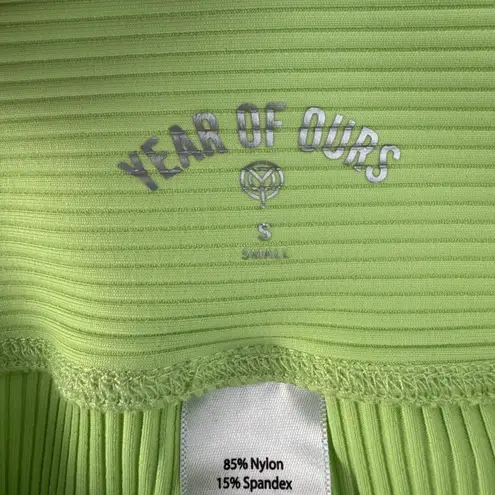 YEAR OF OURS
S
SMALL
85% Nylon
15% Spandex